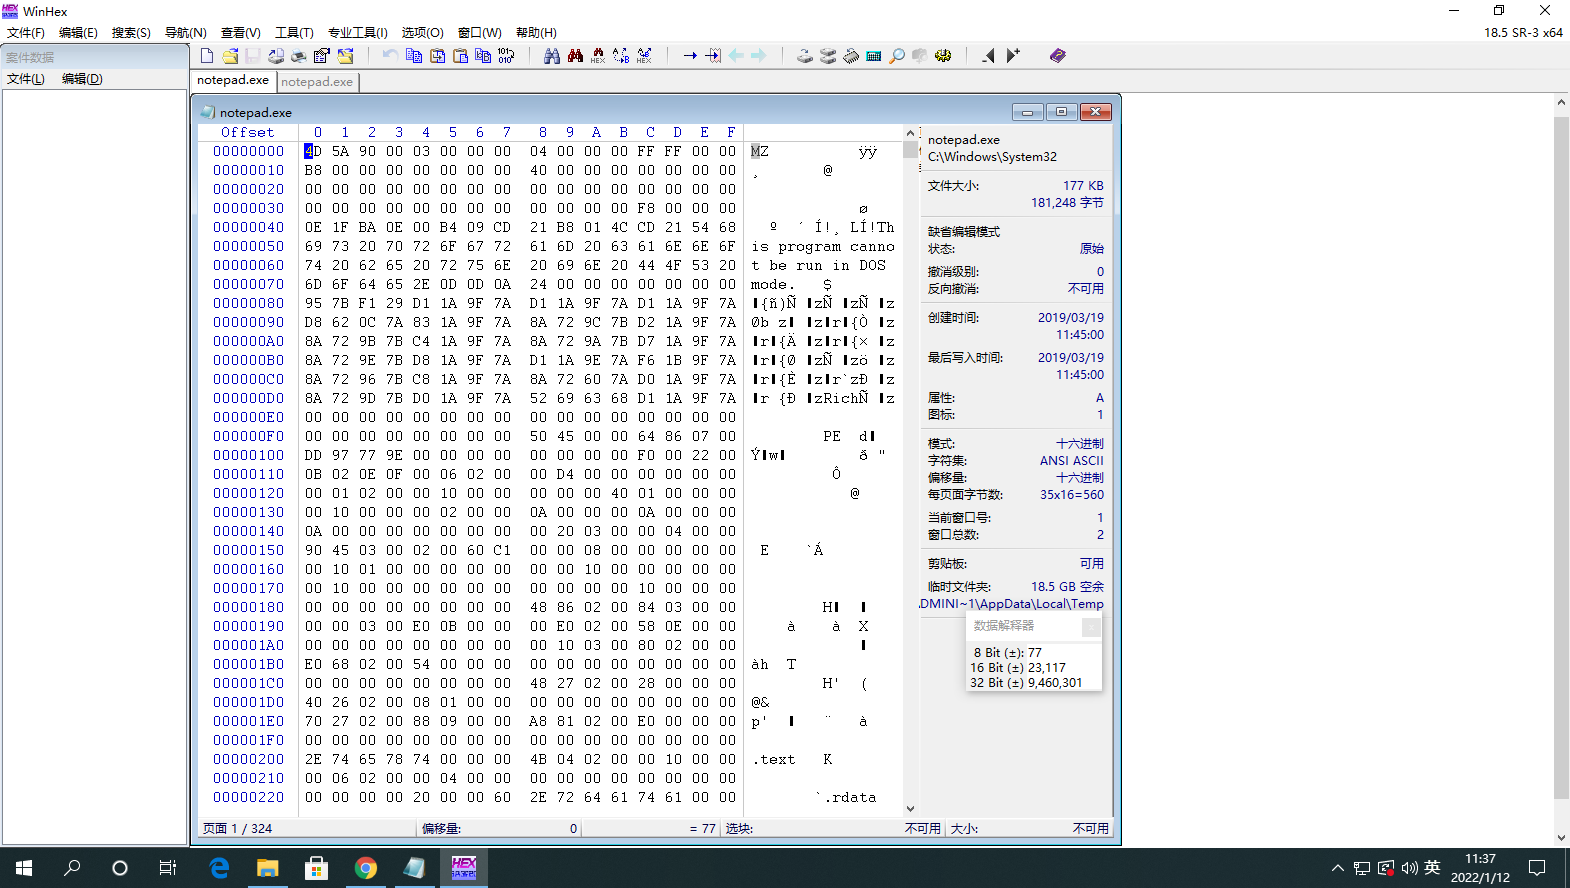 WinHex
文件(F) 编辑(E) 搜索(S) 导航(N) 查看(V) 工具(T) 专业工具(I) 选项(O) 窗口(W) 帮助(H) 18.5 SR-3 x64
案件数据
文件(L) 编辑(D)
notepad.exe notepad.exe
notepad.exe
Offset 0 1 2 3 4 5 6 7 8 9 A B C D E F
00000000 4D 5A 90 00 03 00 00 00 04 00 00 00 FF FF 00 00 MZ ÿÿ
00000010 B8 00 00 00 00 00 00 00 40 00 00 00 00 00 00 00 ¸ @
00000020 00 00 00 00 00 00 00 00 00 00 00 00 00 00 00 00
00000030 00 00 00 00 00 00 00 00 00 00 00 00 F8 00 00 00 ø
00000040 0E 1F BA 0E 00 B4 09 CD 21 B8 01 4C CD 21 54 68 º ´ Í!¸ LÍ!Th
00000050 69 73 20 70 72 6F 67 72 61 6D 20 63 61 6E 6E 6F is program canno
00000060 74 20 62 65 20 72 75 6E 20 69 6E 20 44 4F 53 20 t be run in DOS
00000070 6D 6F 64 65 2E 0D 0D 0A 24 00 00 00 00 00 00 00 mode. $
00000080 95 7B F1 29 D1 1A 9F 7A D1 1A 9F 7A D1 1A 9F 7A ▌{ñ)Ñ ▌zÑ ▌zÑ ▌z
00000090 D8 62 0C 7A 83 1A 9F 7A 8A 72 9C 7B D2 1A 9F 7A Øb z▌ ▌z▌r▌{Ò ▌z
000000A0 8A 72 9B 7B C4 1A 9F 7A 8A 72 9A 7B D7 1A 9F 7A ▌r▌{Ä ▌z▌r▌{× ▌z
000000B0 8A 72 9E 7B D8 1A 9F 7A D1 1A 9E 7A F6 1B 9F 7A ▌r▌{Ø ▌zÑ ▌zö ▌z
000000C0 8A 72 96 7B C8 1A 9F 7A 8A 72 60 7A D0 1A 9F 7A ▌r▌{È ▌z▌r`zÐ ▌z
000000D0 8A 72 9D 7B D0 1A 9F 7A 52 69 63 68 D1 1A 9F 7A ▌r {Ð ▌zRichÑ ▌z
000000E0 00 00 00 00 00 00 00 00 00 00 00 00 00 00 00 00
000000F0 00 00 00 00 00 00 00 00 50 45 00 00 64 86 07 00 PE d▌
00000100 DD 97 77 9E 00 00 00 00 00 00 00 00 F0 00 22 00 Ý▌w▌ ð "
00000110 0B 02 0E 0F 00 06 02 00 00 D4 00 00 00 00 00 00 Ô
00000120 00 01 02 00 00 10 00 00 00 00 00 40 01 00 00 00 @
00000130 00 10 00 00 00 02 00 00 0A 00 00 00 0A 00 00 00
00000140 0A 00 00 00 00 00 00 00 00 20 03 00 00 04 00 00
00000150 90 45 03 00 02 00 60 C1 00 00 08 00 00 00 00 00 E `Á
00000160 00 10 01 00 00 00 00 00 00 00 10 00 00 00 00 00
00000170 00 10 00 00 00 00 00 00 00 00 00 00 10 00 00 00
00000180 00 00 00 00 00 00 00 00 48 86 02 00 84 03 00 00 H▌ ▌
00000190 00 00 03 00 E0 0B 00 00 00 E0 02 00 58 0E 00 00 à à X
000001A0 00 00 00 00 00 00 00 00 00 10 03 00 80 02 00 00 ▌
000001B0 E0 68 02 00 54 00 00 00 00 00 00 00 00 00 00 00 àh T
000001C0 00 00 00 00 00 00 00 00 48 27 02 00 28 00 00 00 H' (
000001D0 40 26 02 00 08 01 00 00 00 00 00 00 00 00 00 00 @&
000001E0 70 27 02 00 88 09 00 00 A8 81 02 00 E0 00 00 00 p' ▌ ¨ à
000001F0 00 00 00 00 00 00 00 00 00 00 00 00 00 00 00 00
00000200 2E 74 65 78 74 00 00 00 4B 04 02 00 00 10 00 00 .text K
00000210 00 06 02 00 00 04 00 00 00 00 00 00 00 00 00 00
00000220 00 00 00 00 20 00 00 60 2E 72 64 61 74 61 00 00 `.rdata
notepad.exe
C:\Windows\System32
文件大小: 177 KB
181,248 字节
缺省编辑模式
状态: 原始
撤消级别: 0
反向撤消: 不可用
创建时间: 2019/03/19
11:45:00
最后写入时间: 2019/03/19
11:45:00
属性: A
图标: 1
模式: 十六进制
字符集: ANSI ASCII
偏移量: 十六进制
每页面字节数: 35x16=560
当前窗口号: 1
窗口总数: 2
剪贴板: 可用
临时文件夹: 18.5 GB 空余
DMINI~1\AppData\Local\Temp
数据解释器
8 Bit (±): 77
16 Bit (±) 23,117
32 Bit (±) 9,460,301
页面 1 / 324 偏移量: 0 = 77 选块: 不可用 大小: 不可用
英
11:37
2022/1/12